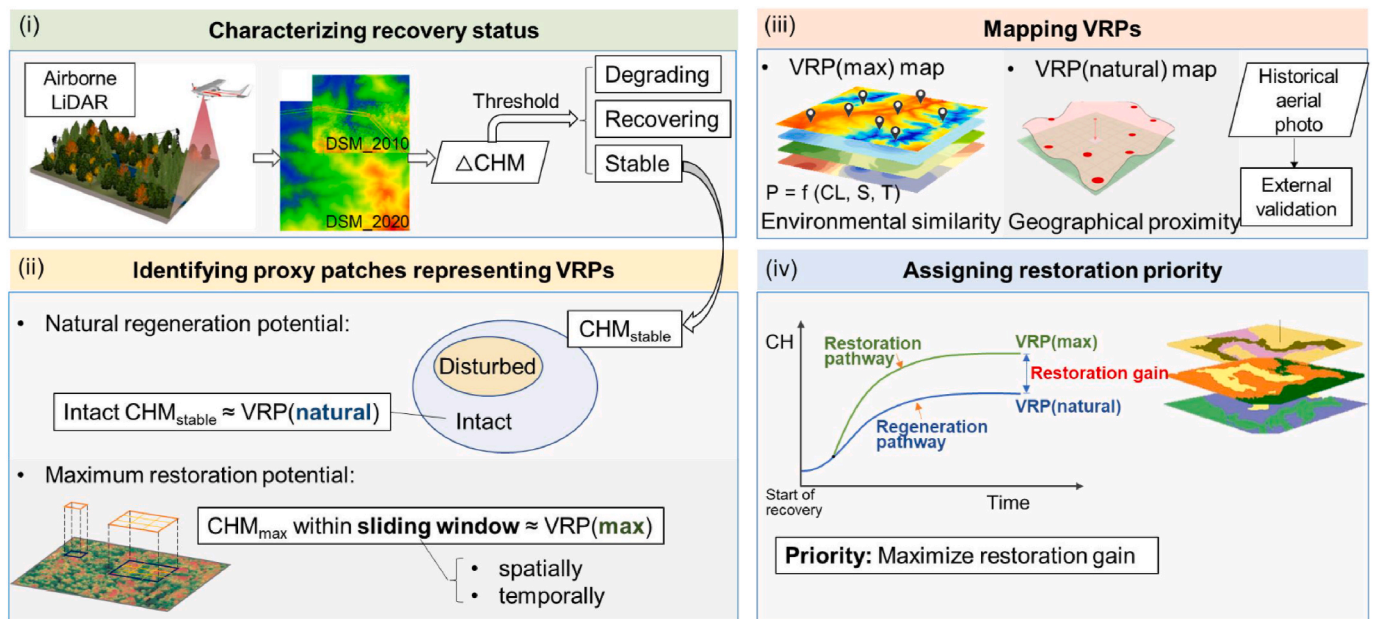 (i) Characterizing recovery status
Airborne
LiDAR
DSM_2010
DSM_2020
△CHM
Threshold
Degrading
Recovering
Stable
(ii) Identifying proxy patches representing VRPs
• Natural regeneration potential:
CHMstable
Disturbed
Intact
Intact CHMstable ≈ VRP(natural)
• Maximum restoration potential:
CHMmax within sliding window ≈ VRP(max)
• spatially
• temporally
(iii) Mapping VRPs
• VRP(max) map
P = f (CL, S, T)
Environmental similarity
• VRP(natural) map
Geographical proximity
Historical
aerial
photo
External
validation
(iv) Assigning restoration priority
CH
Restoration
pathway
VRP(max)
Restoration gain
VRP(natural)
Regeneration
pathway
Start of
recovery
Time
Priority: Maximize restoration gain